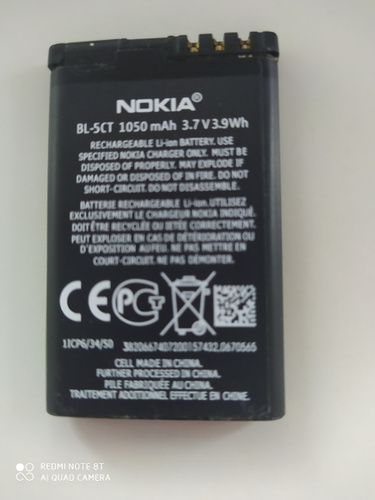 NOKIA®
BL-5CT 1050 mAh 3.7 V 3.9Wh
RECHARGEABLE Li-ion BATTERY. USE
SPECIFIED NOKIA CHARGER ONLY. MUST
BE DISPOSED OF PROPERLY. MAY EXPLODE IF
DAMAGED OR DISPOSED OF IN FIRE. DO NOT
SHORT-CIRCUIT. DO NOT DISASSEMBLE.
BATTERIE RECHARGEABLE Li-ion. UTILISEZ
EXCLUSIVEMENT LE CHARGEUR NOKIA INDIQUÉ.
DOIT ÊTRE RECYCLÉE OU JETÉE CORRECTEMENT.
PEUT EXPLOSER EN CAS DE DÉTÉRIORATION OU
D'EXPOSITION AU FEU. NE PAS METTRE EN
COURT-CIRCUIT. NE PAS DÉMONTER.
CE PCT
1ICP6/34/50 3820667407200157432,0670565
CELL MADE IN CHINA.
FURTHER PROCESSED IN CHINA.
PILE FABRIQUÉE AU CHINE.
TRAITEMENT ADDITIONNEL EFFECTUÉ EN CHINE.
REDMI NOTE 8T
AI QUAD CAMERA